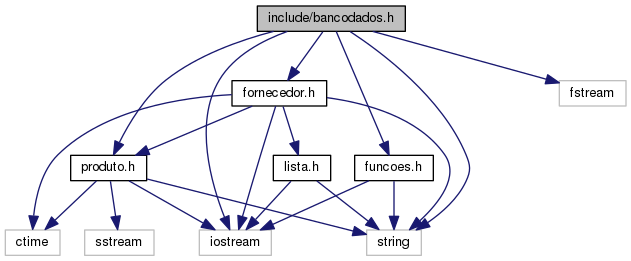 include/bancodados.h
fornecedor.h
fstream
produto.h
lista.h
funcoes.h
ctime
sstream
iostream
string